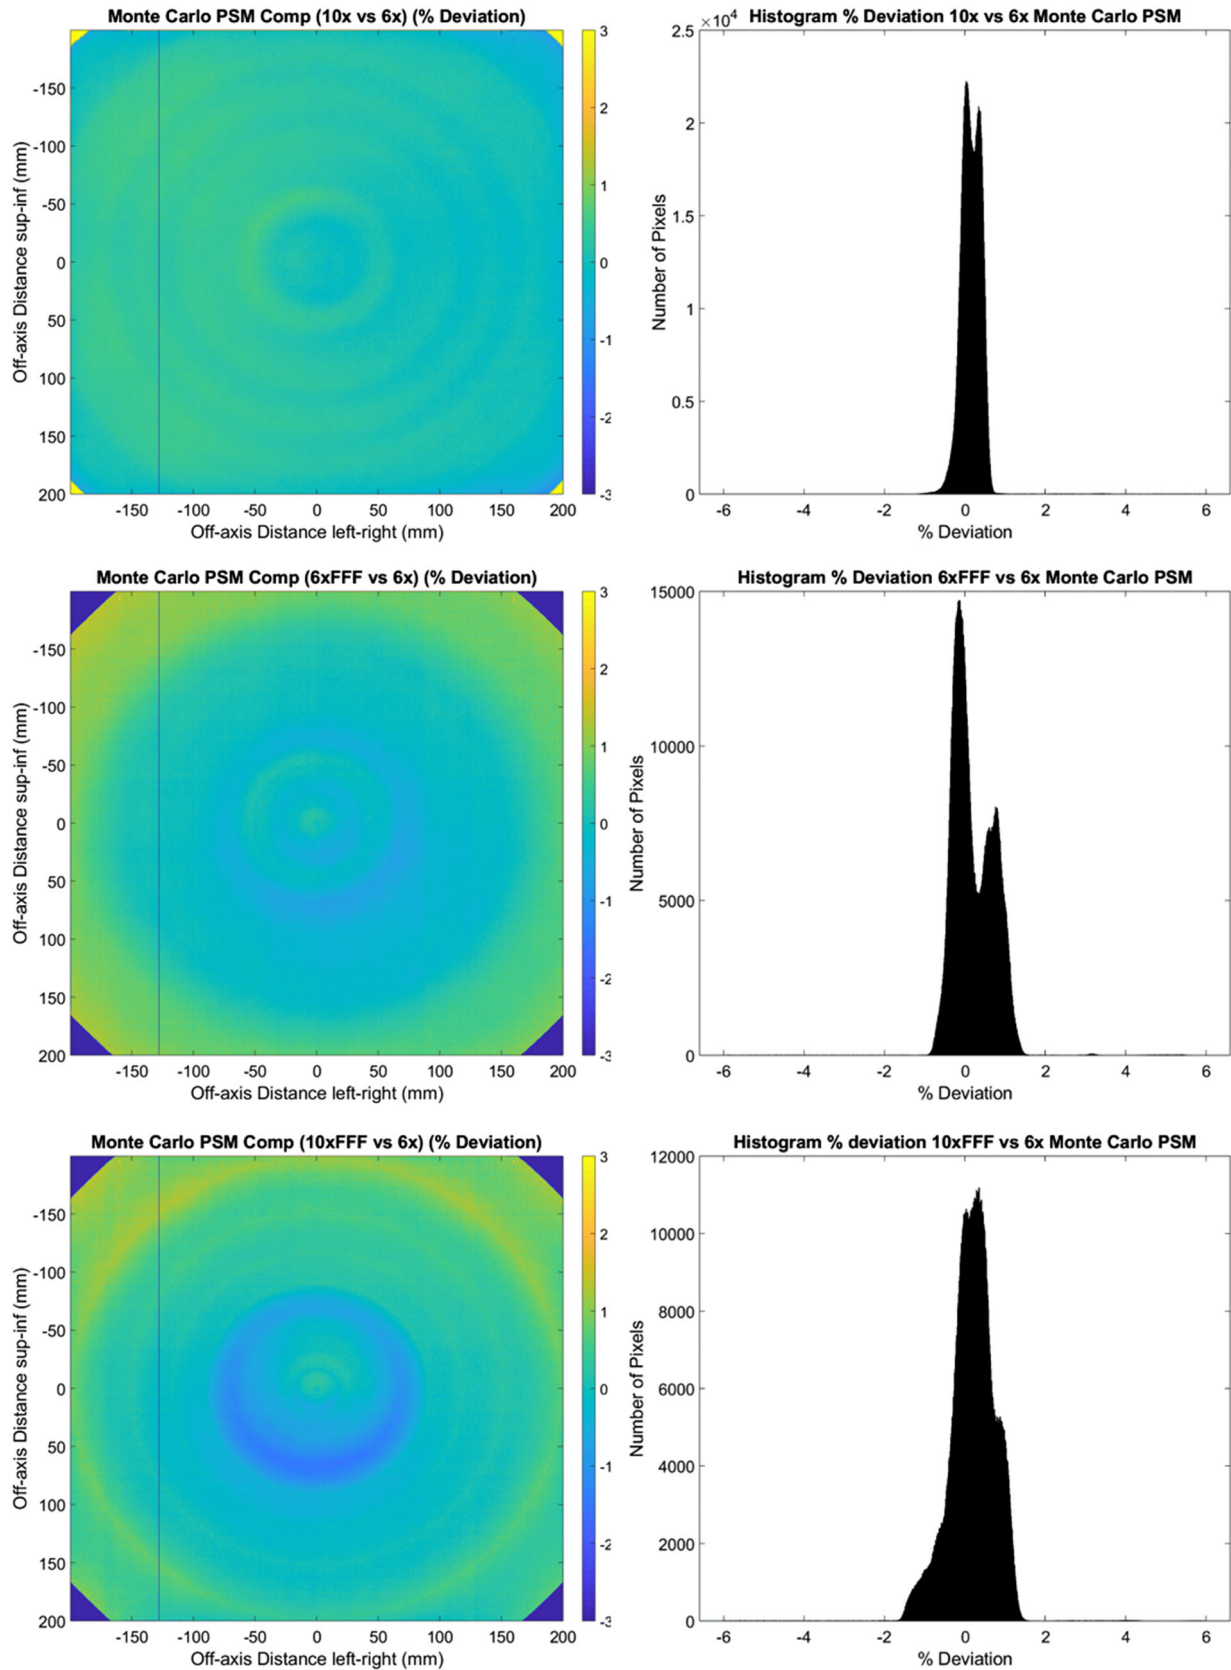 Monte Carlo PSM Comp (10x vs 6x) (% Deviation)
Off-axis Distance sup-inf (mm)
-150
-100
-50
0
50
100
150
200
-150 -100 -50 0 50 100 150 200
Off-axis Distance left-right (mm)
3
2
1
0
-1
-2
-3
Histogram % Deviation 10x vs 6x Monte Carlo PSM
×10⁴
Number of Pixels
2.5
2
1.5
1
0.5
0
-6 -4 -2 0 2 4 6
% Deviation
Monte Carlo PSM Comp (6xFFF vs 6x) (% Deviation)
Off-axis Distance sup-inf (mm)
-150
-100
-50
0
50
100
150
200
-150 -100 -50 0 50 100 150 200
Off-axis Distance left-right (mm)
3
2
1
0
-1
-2
-3
Histogram % Deviation 6xFFF vs 6x Monte Carlo PSM
Number of Pixels
15000
10000
5000
0
-6 -4 -2 0 2 4 6
% Deviation
Monte Carlo PSM Comp (10xFFF vs 6x) (% Deviation)
Off-axis Distance sup-inf (mm)
-150
-100
-50
0
50
100
150
200
-150 -100 -50 0 50 100 150 200
Off-axis Distance left-right (mm)
3
2
1
0
-1
-2
-3
Histogram % deviation 10xFFF vs 6x Monte Carlo PSM
Number of Pixels
12000
10000
8000
6000
4000
2000
0
-6 -4 -2 0 2 4 6
% Deviation